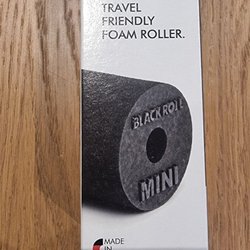 TRAVEL
FRIENDLY
FOAM ROLLER.
BLACKROLL
MINI
MADE
IN